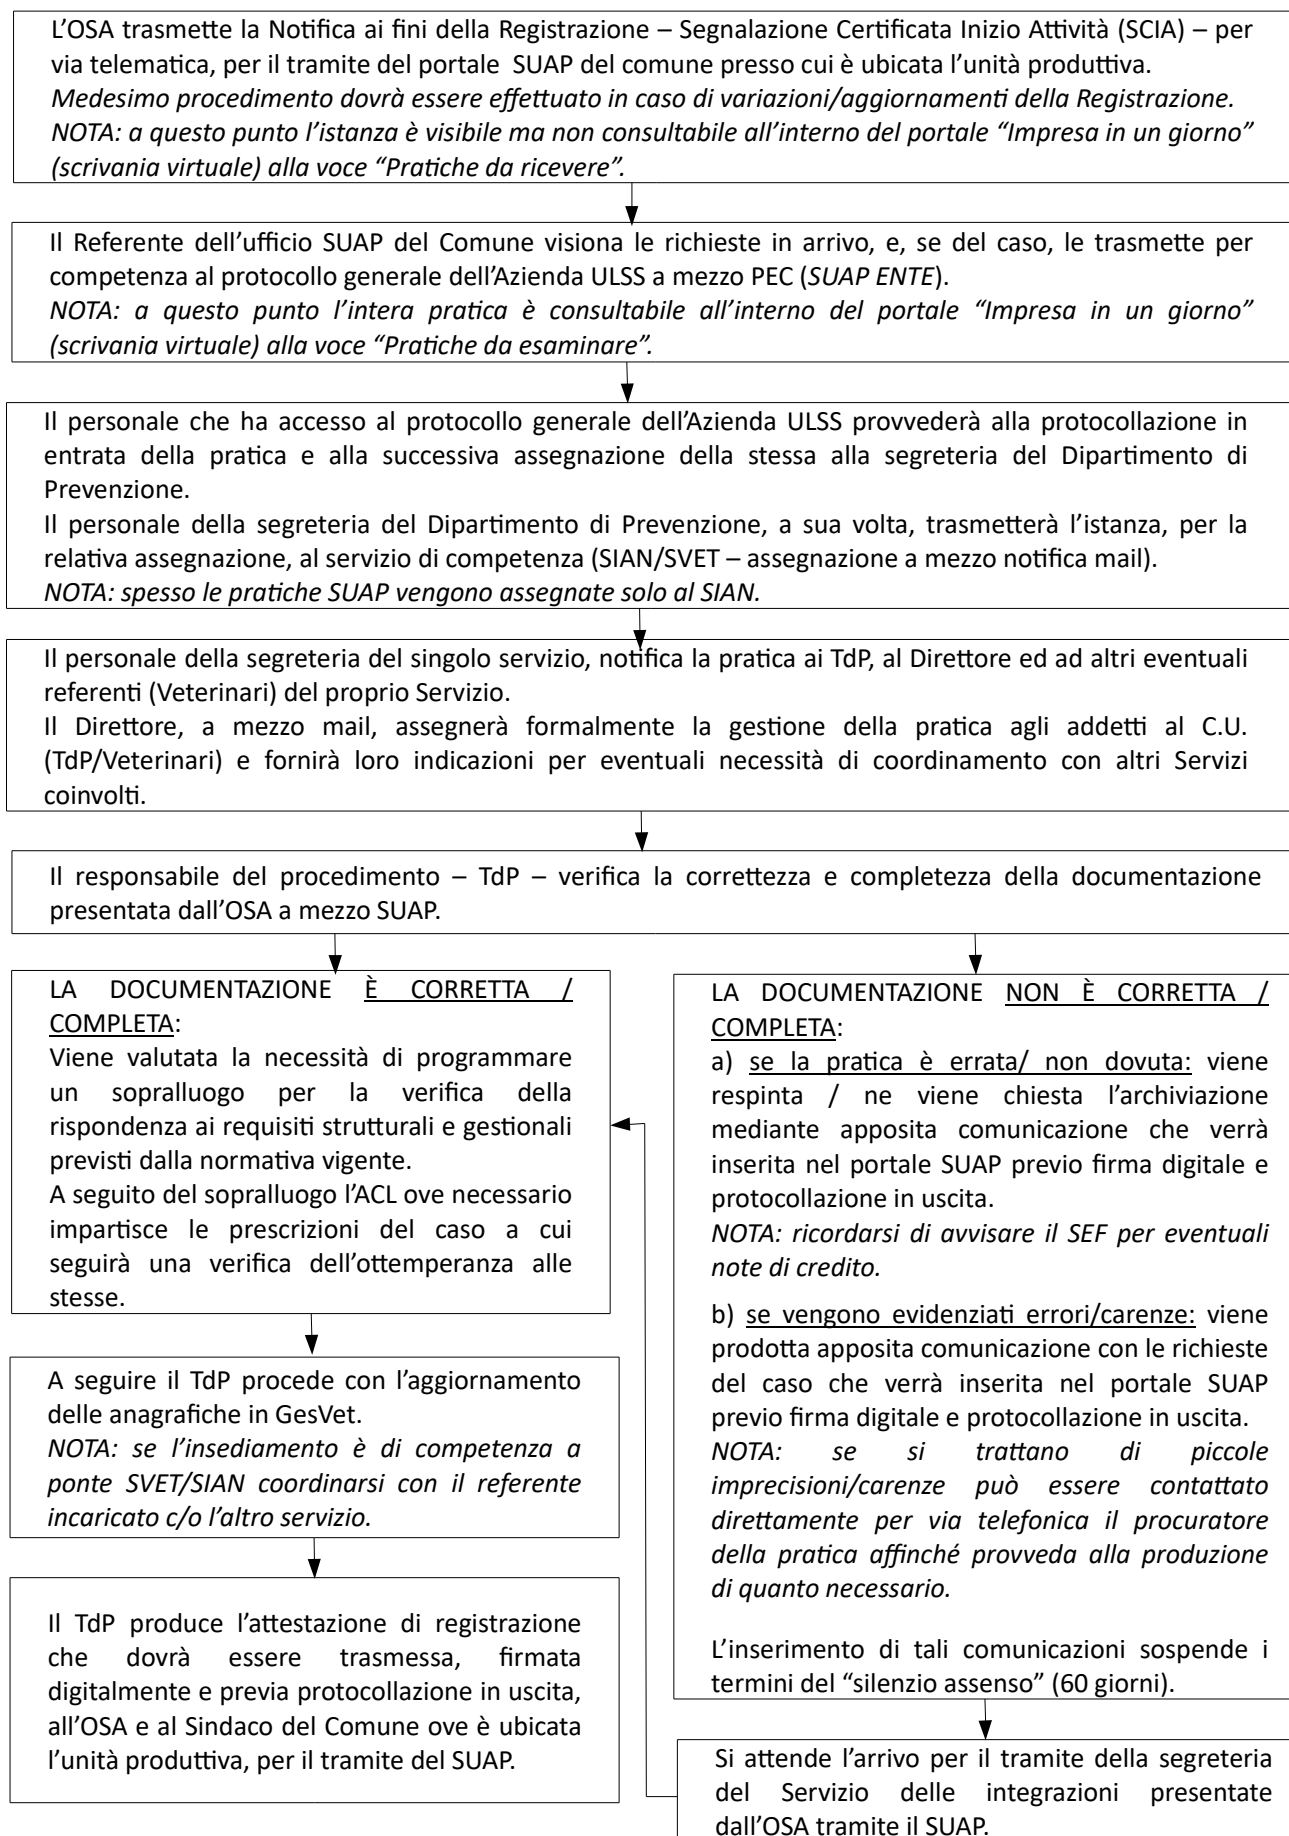 L’OSA trasmette la Notifica ai fini della Registrazione – Segnalazione Certificata Inizio Attività (SCIA) – per
via telematica, per il tramite del portale SUAP del comune presso cui è ubicata l’unità produttiva.
Medesimo procedimento dovrà essere effettuato in caso di variazioni/aggiornamenti della Registrazione.
NOTA: a questo punto l’istanza è visibile ma non consultabile all’interno del portale “Impresa in un giorno”
(scrivania virtuale) alla voce “Pratiche da ricevere”.
Il Referente dell’ufficio SUAP del Comune visiona le richieste in arrivo, e, se del caso, le trasmette per
competenza al protocollo generale dell’Azienda ULSS a mezzo PEC (SUAP ENTE).
NOTA: a questo punto l’intera pratica è consultabile all’interno del portale “Impresa in un giorno”
(scrivania virtuale) alla voce “Pratiche da esaminare”.
Il personale che ha accesso al protocollo generale dell’Azienda ULSS provvederà alla protocollazione in
entrata della pratica e alla successiva assegnazione della stessa alla segreteria del Dipartimento di
Prevenzione.
Il personale della segreteria del Dipartimento di Prevenzione, a sua volta, trasmetterà l’istanza, per la
relativa assegnazione, al servizio di competenza (SIAN/SVET – assegnazione a mezzo notifica mail).
NOTA: spesso le pratiche SUAP vengono assegnate solo al SIAN.
Il personale della segreteria del singolo servizio, notifica la pratica ai TdP, al Direttore ed ad altri eventuali
referenti (Veterinari) del proprio Servizio.
Il Direttore, a mezzo mail, assegnerà formalmente la gestione della pratica agli addetti al C.U.
(TdP/Veterinari) e fornirà loro indicazioni per eventuali necessità di coordinamento con altri Servizi
coinvolti.
Il responsabile del procedimento – TdP – verifica la correttezza e completezza della documentazione
presentata dall’OSA a mezzo SUAP.
LA DOCUMENTAZIONE È CORRETTA /
COMPLETA:
Viene valutata la necessità di programmare
un sopralluogo per la verifica della
rispondenza ai requisiti strutturali e gestionali
previsti dalla normativa vigente.
A seguito del sopralluogo l’ACL ove necessario
impartisce le prescrizioni del caso a cui
seguirà una verifica dell’ottemperanza alle
stesse.
A seguire il TdP procede con l’aggiornamento
delle anagrafiche in GesVet.
NOTA: se l’insediamento è di competenza a
ponte SVET/SIAN coordinarsi con il referente
incaricato c/o l’altro servizio.
Il TdP produce l’attestazione di registrazione
che dovrà essere trasmessa, firmata
digitalmente e previa protocollazione in uscita,
all’OSA e al Sindaco del Comune ove è ubicata
l’unità produttiva, per il tramite del SUAP.
LA DOCUMENTAZIONE NON È CORRETTA /
COMPLETA:
a) se la pratica è errata/ non dovuta: viene
respinta / ne viene chiesta l’archiviazione
mediante apposita comunicazione che verrà
inserita nel portale SUAP previo firma digitale e
protocollazione in uscita.
NOTA: ricordarsi di avvisare il SEF per eventuali
note di credito.
b) se vengono evidenziati errori/carenze: viene
prodotta apposita comunicazione con le richieste
del caso che verrà inserita nel portale SUAP
previo firma digitale e protocollazione in uscita.
NOTA: se si trattano di piccole
imprecisioni/carenze può essere contattato
direttamente per via telefonica il procuratore
della pratica affinché provveda alla produzione
di quanto necessario.
L’inserimento di tali comunicazioni sospende i
termini del “silenzio assenso” (60 giorni).
Si attende l’arrivo per il tramite della segreteria
del Servizio delle integrazioni presentate
dall’OSA tramite il SUAP.